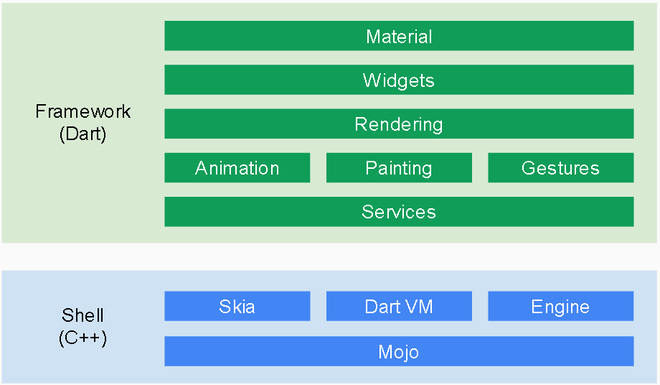 Material
Widgets
Framework
(Dart)
Rendering
Animation Painting Gestures
Services
Shell
(C++)
Skia Dart VM Engine
Mojo